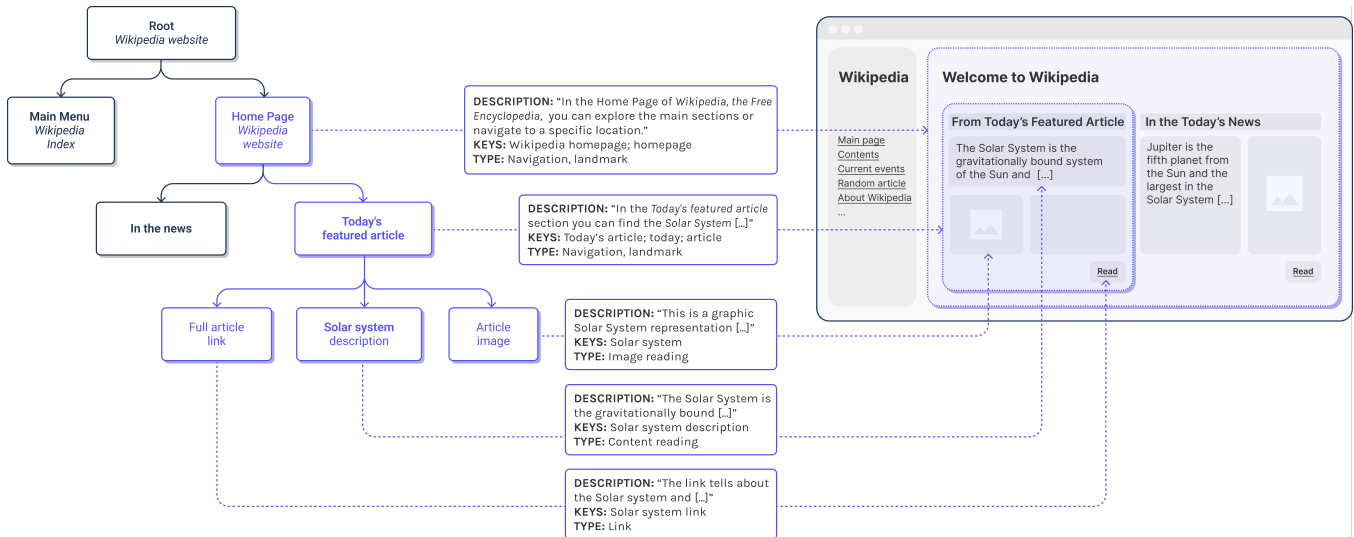 Root
Wikipedia website
Main Menu
Wikipedia
Index
Home Page
Wikipedia
website
In the news
Today's
featured article
Full article
link
Solar system
description
Article
image
DESCRIPTION: “In the Home Page of Wikipedia, the Free
Encyclopedia, you can explore the main sections or
navigate to a specific location.”
KEYS: Wikipedia homepage; homepage
TYPE: Navigation, landmark
DESCRIPTION: “In the Today's featured article
section you can find the Solar System [...]”
KEYS: Today's article; today; article
TYPE: Navigation, landmark
DESCRIPTION: “This is a graphic
Solar System representation [...]”
KEYS: Solar system
TYPE: Image reading
DESCRIPTION: “The Solar System is
the gravitationally bound [...]”
KEYS: Solar system description
TYPE: Content reading
DESCRIPTION: “The link tells about
the Solar system and [...]”
KEYS: Solar system link
TYPE: Link
Wikipedia
Main page
Contents
Current events
Random article
About Wikipedia
...
Welcome to Wikipedia
From Today's Featured Article
The Solar System is the
gravitationally bound system
of the Sun and [...]
Read
In the Today's News
Jupiter is the
fifth planet from
the Sun and the
largest in the
Solar System [...]
Read